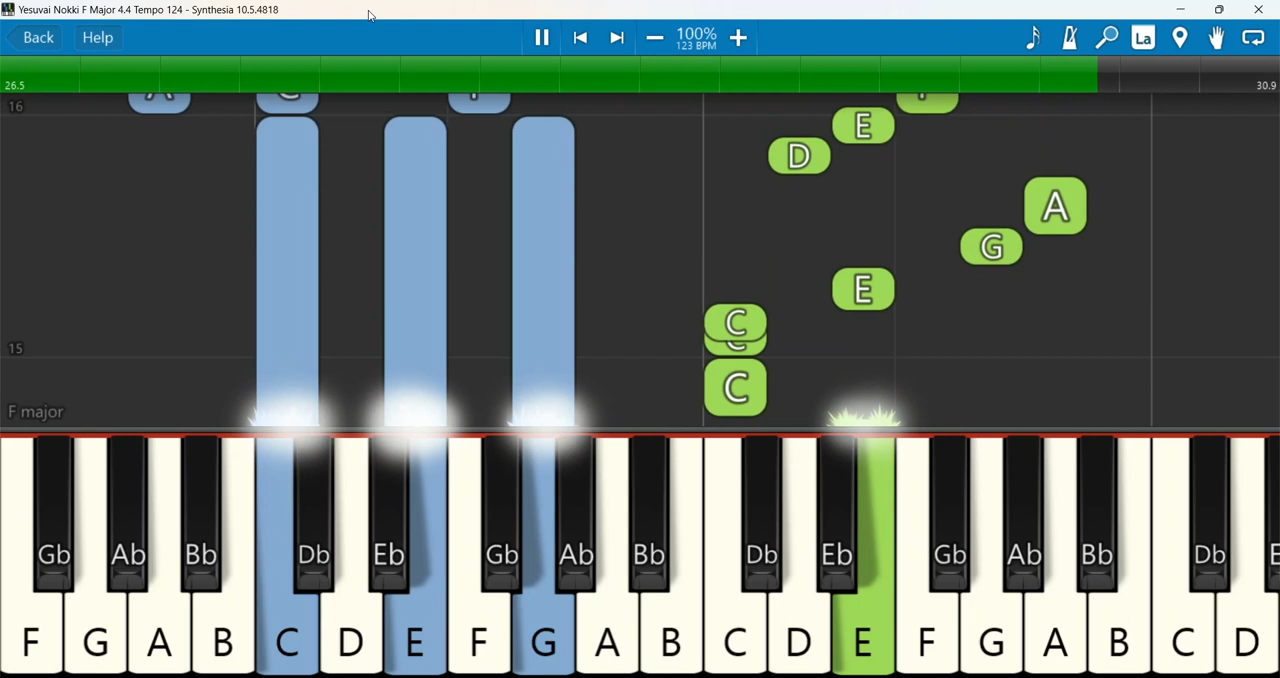 Yesuvai Nokki F Major 4.4 Tempo 124 - Synthesia 10.5.4818
Back Help 100% La
123 BPM
26.5 30.9
16 A C F
E
D
A
G
E
C
C
15
C
F major
Gb Ab Bb Db Eb Gb Ab Bb Db Eb Gb Ab Bb Db E
F G A B C D E F G A B C D E F G A B C D